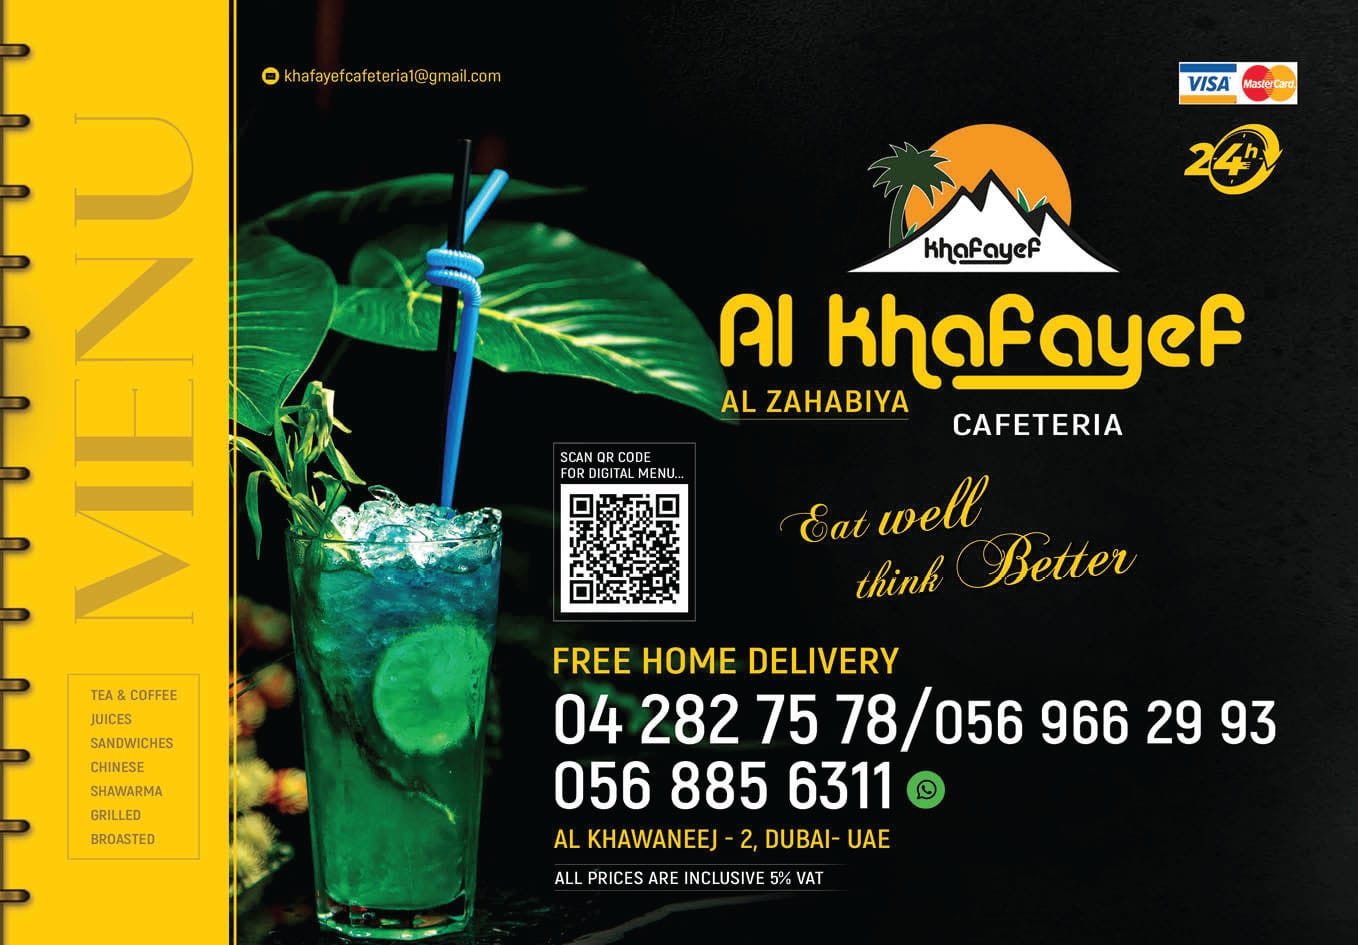 khafayefcafeteria1@gmail.com
VISA MasterCard
24h
MENU
khafayef
Al Khafayef
AL ZAHABIYA
CAFETERIA
SCAN QR CODE
FOR DIGITAL MENU...
Eat well
think Better
FREE HOME DELIVERY
04 282 75 78/056 966 29 93
056 885 6311
AL KHAWANEEJ - 2, DUBAI- UAE
ALL PRICES ARE INCLUSIVE 5% VAT
TEA & COFFEE
JUICES
SANDWICHES
CHINESE
SHAWARMA
GRILLED
BROASTED